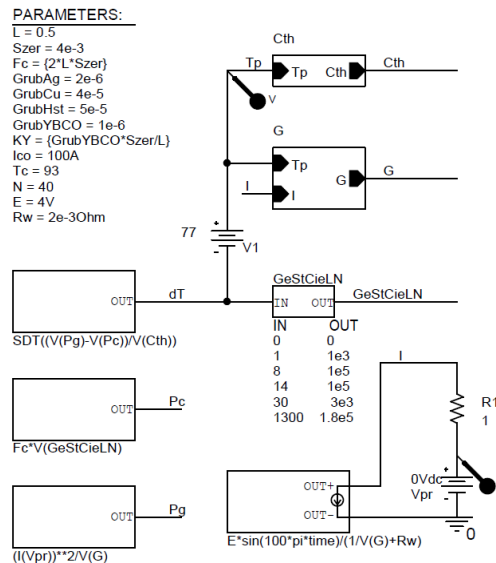 PARAMETERS:
L = 0.5
Szer = 4e-3
Fc = {2*L*Szer}
GrubAg = 2e-6
GrubCu = 4e-5
GrubHst = 5e-5
GrubYBCO = 1e-6
KY = {GrubYBCO*Szer/L}
Ico = 100A
Tc = 93
N = 40
E = 4V
Rw = 2e-3Ohm
Cth
Tp
Tp
Cth
Cth
V
G
Tp
I
I
G
G
77
V1
OUT
dT
SDT((V(Pg)-V(Pc))/V(Cth))
GeStCieLN
IN OUT
GeStCieLN
IN OUT
0 0
1 1e3
8 1e5
14 1e5
30 3e3
1300 1.8e5
OUT
Pc
Fc*V(GeStCieLN)
I
R1
1
0Vdc
Vpr
0
OUT+
OUT-
E*sin(100*pi*time)/(1/V(G)+Rw)
OUT
Pg
(I(Vpr))**2/V(G)